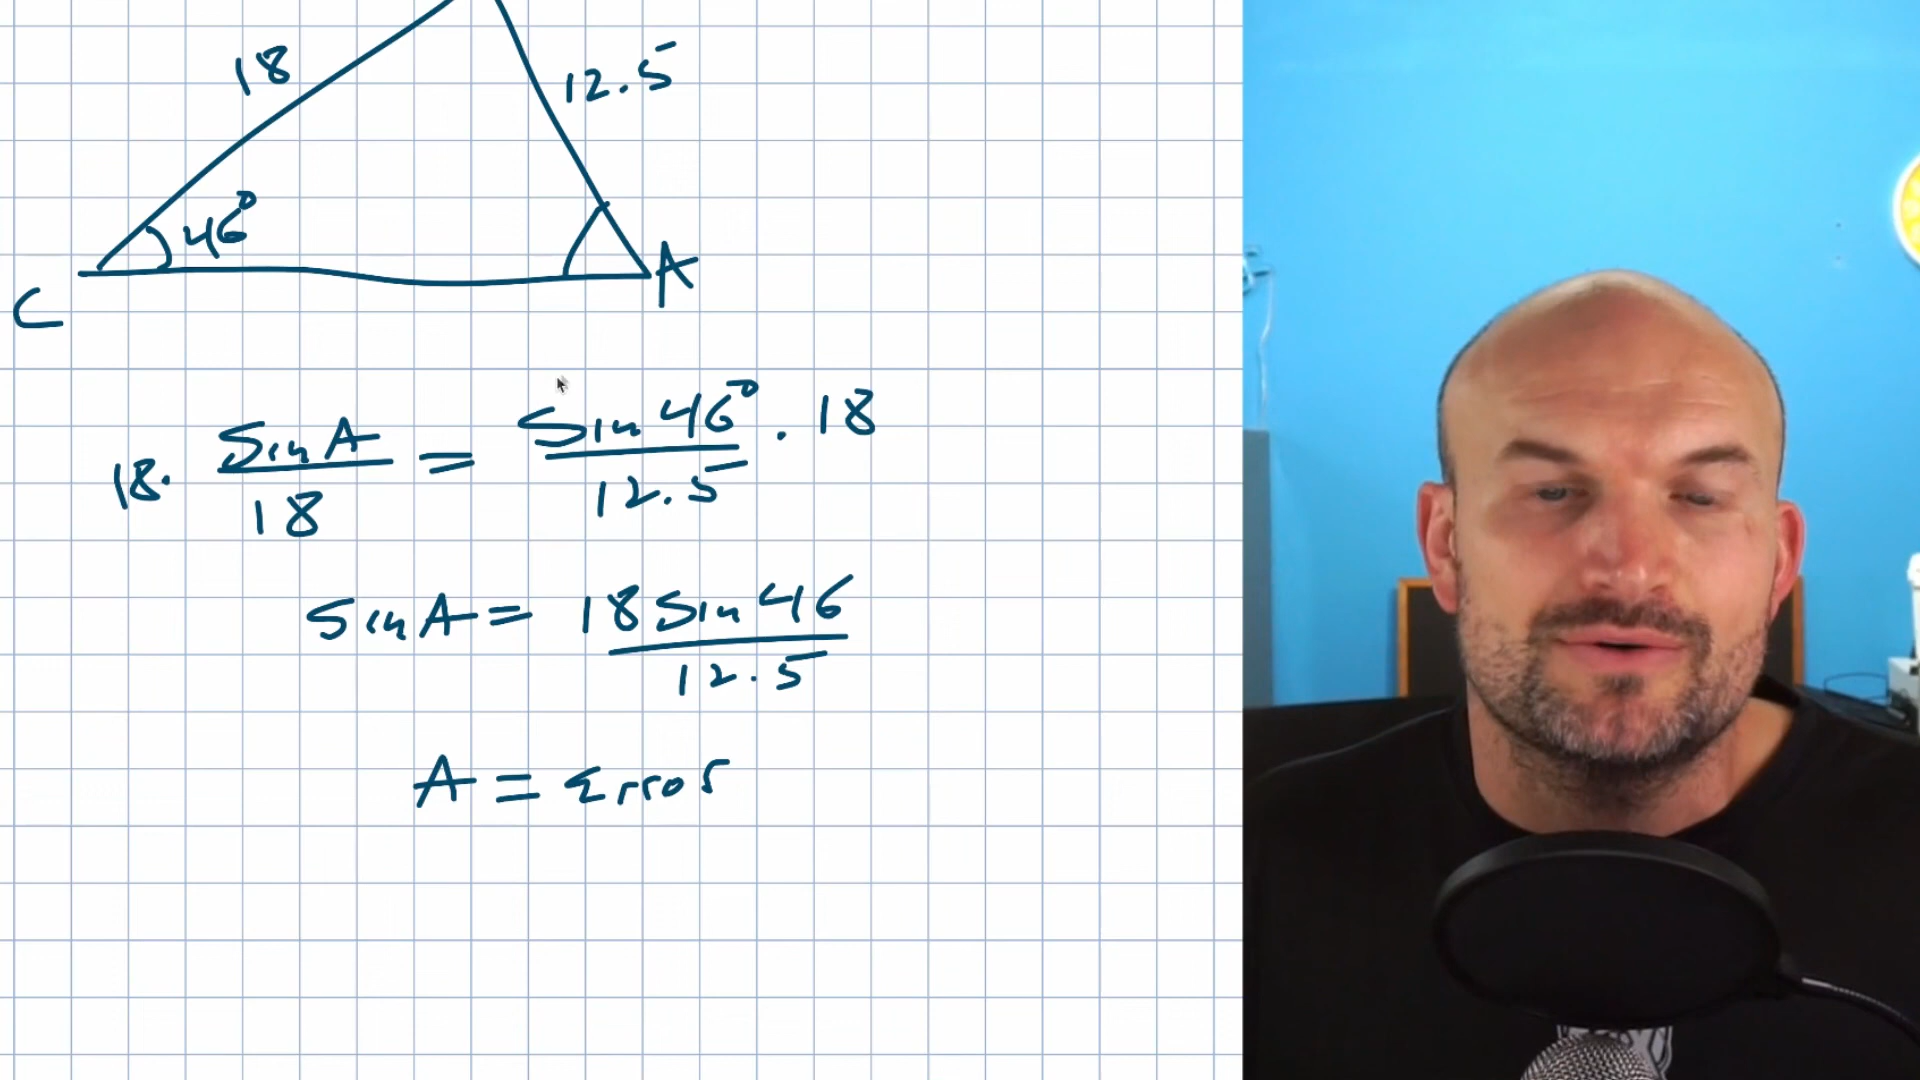 18
12.5
46°
C
A
18. Sin A / 18 = Sin 46° / 12.5 . 18
Sin A = 18 Sin 46 / 12.5
A = Error